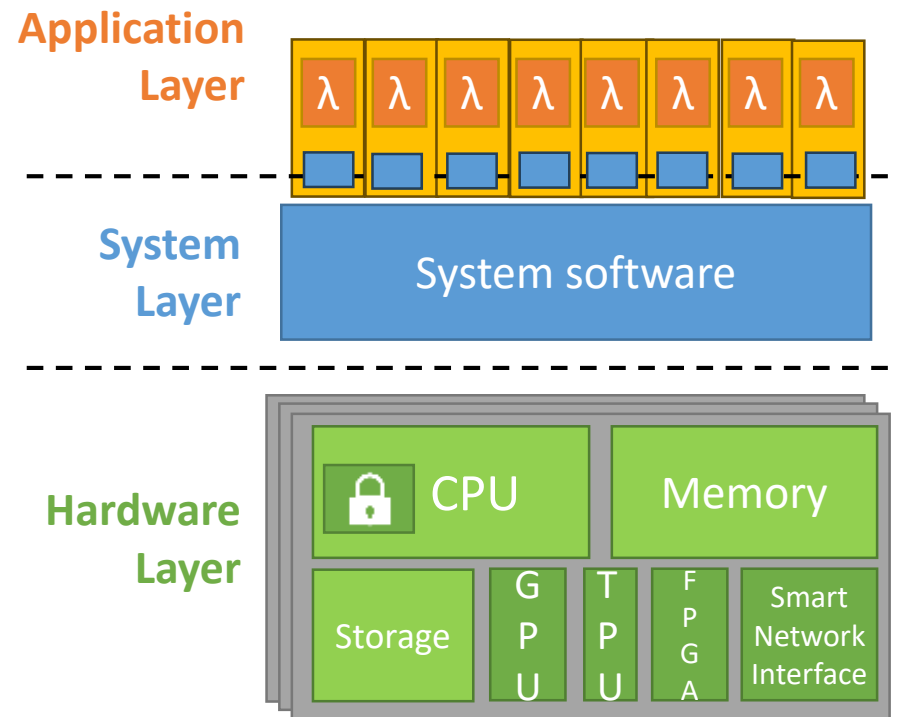 Application
Layer
λ λ λ λ λ λ λ λ
System
Layer
System software
Hardware
Layer
CPU
Memory
Storage
G
P
U
T
P
U
F
P
G
A
Smart
Network
Interface